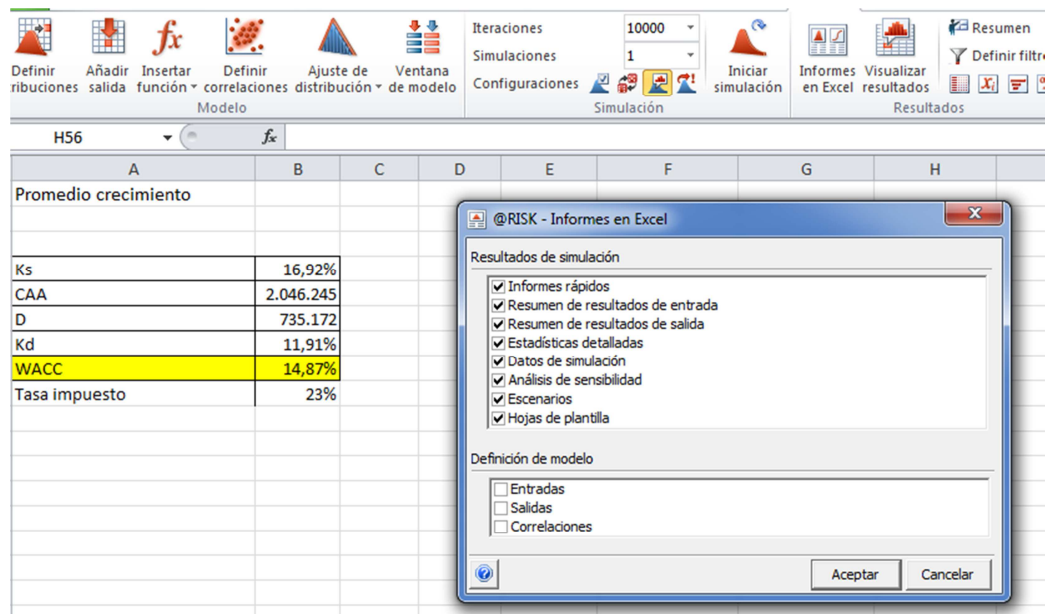 Iteraciones 10000
Simulaciones 1
Configuraciones
Definir
ribuciones
Añadir
salida
Insertar
función
Definir
correlaciones
Ajuste de
distribución
Ventana
de modelo
Iniciar
simulación
Informes
en Excel
Visualizar
resultados
Resumen
Definir filtr
Modelo Simulación Resultados
H56 fx
A B C D E F G H
Promedio crecimiento
Ks 16,92%
CAA 2.046.245
D 735.172
Kd 11,91%
WACC 14,87%
Tasa impuesto 23%
@RISK - Informes en Excel
Resultados de simulación
Informes rápidos
Resumen de resultados de entrada
Resumen de resultados de salida
Estadísticas detalladas
Datos de simulación
Análisis de sensibilidad
Escenarios
Hojas de plantilla
Definición de modelo
Entradas
Salidas
Correlaciones
Aceptar Cancelar